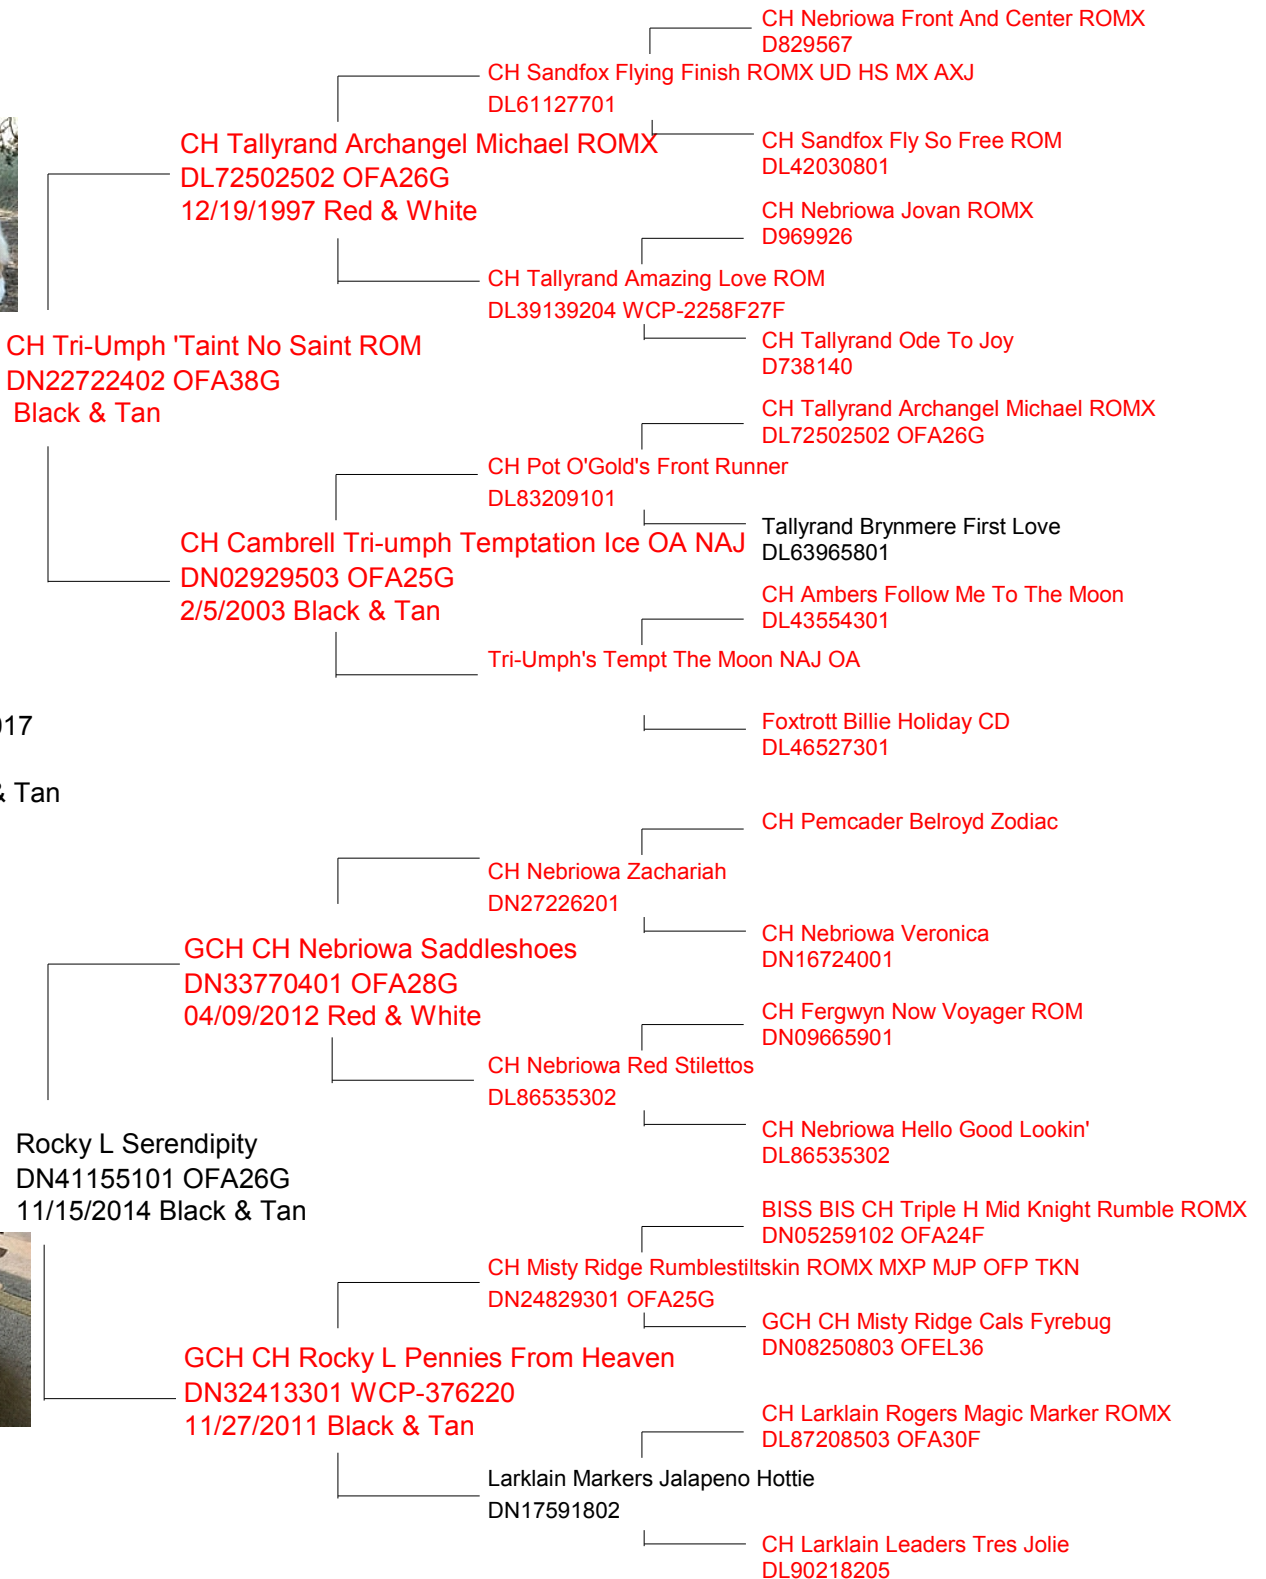 CH Nebriowa Front And Center ROMX
D829567
CH Sandfox Flying Finish ROMX UD HS MX AXJ
DL61127701
CH Sandfox Fly So Free ROM
DL42030801
CH Tallyrand Archangel Michael ROMX
DL72502502 OFA26G
12/19/1997 Red & White
CH Nebriowa Jovan ROMX
D969926
CH Tallyrand Amazing Love ROM
DL39139204 WCP-2258F27F
CH Tallyrand Ode To Joy
D738140
CH Tri-Umph 'Taint No Saint ROM
DN22722402 OFA38G
Black & Tan
CH Tallyrand Archangel Michael ROMX
DL72502502 OFA26G
CH Pot O'Gold's Front Runner
DL83209101
Tallyrand Brynmere First Love
DL63965801
CH Cambrell Tri-umph Temptation Ice OA NAJ
DN02929503 OFA25G
2/5/2003 Black & Tan
CH Ambers Follow Me To The Moon
DL43554301
Tri-Umph's Tempt The Moon NAJ OA
Foxtrott Billie Holiday CD
DL46527301
17
& Tan
CH Pemcader Belroyd Zodiac
CH Nebriowa Zachariah
DN27226201
CH Nebriowa Veronica
DN16724001
GCH CH Nebriowa Saddleshoes
DN33770401 OFA28G
04/09/2012 Red & White
CH Fergwyn Now Voyager ROM
DN09665901
CH Nebriowa Red Stilettos
DL86535302
CH Nebriowa Hello Good Lookin'
DL86535302
Rocky L Serendipity
DN41155101 OFA26G
11/15/2014 Black & Tan
BISS BIS CH Triple H Mid Knight Rumble ROMX
DN05259102 OFA24F
CH Misty Ridge Rumblestiltskin ROMX MXP MJP OFP TKN
DN24829301 OFA25G
GCH CH Misty Ridge Cals Fyrebug
DN08250803 OFEL36
GCH CH Rocky L Pennies From Heaven
DN32413301 WCP-376220
11/27/2011 Black & Tan
CH Larklain Rogers Magic Marker ROMX
DL87208503 OFA30F
Larklain Markers Jalapeno Hottie
DN17591802
CH Larklain Leaders Tres Jolie
DL90218205